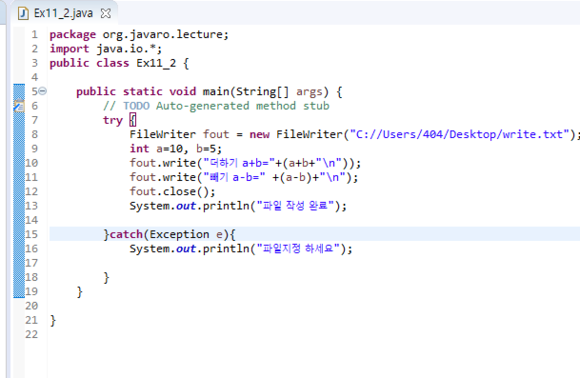 Ex11_2.java
1 package org.javaro.lecture;
2 import java.io.*;
3 public class Ex11_2 {
4
5 public static void main(String[] args) {
6 // TODO Auto-generated method stub
7 try {
8 FileWriter fout = new FileWriter("C://Users/404/Desktop/write.txt");
9 int a=10, b=5;
10 fout.write("더하기 a+b="+(a+b+"\n"));
11 fout.write("빼기 a-b=" +(a-b)+"\n");
12 fout.close();
13 System.out.println("파일 작성 완료");
14
15 }catch(Exception e){
16 System.out.println("파일지정 하세요");
17
18 }
19 }
20
21 }
22